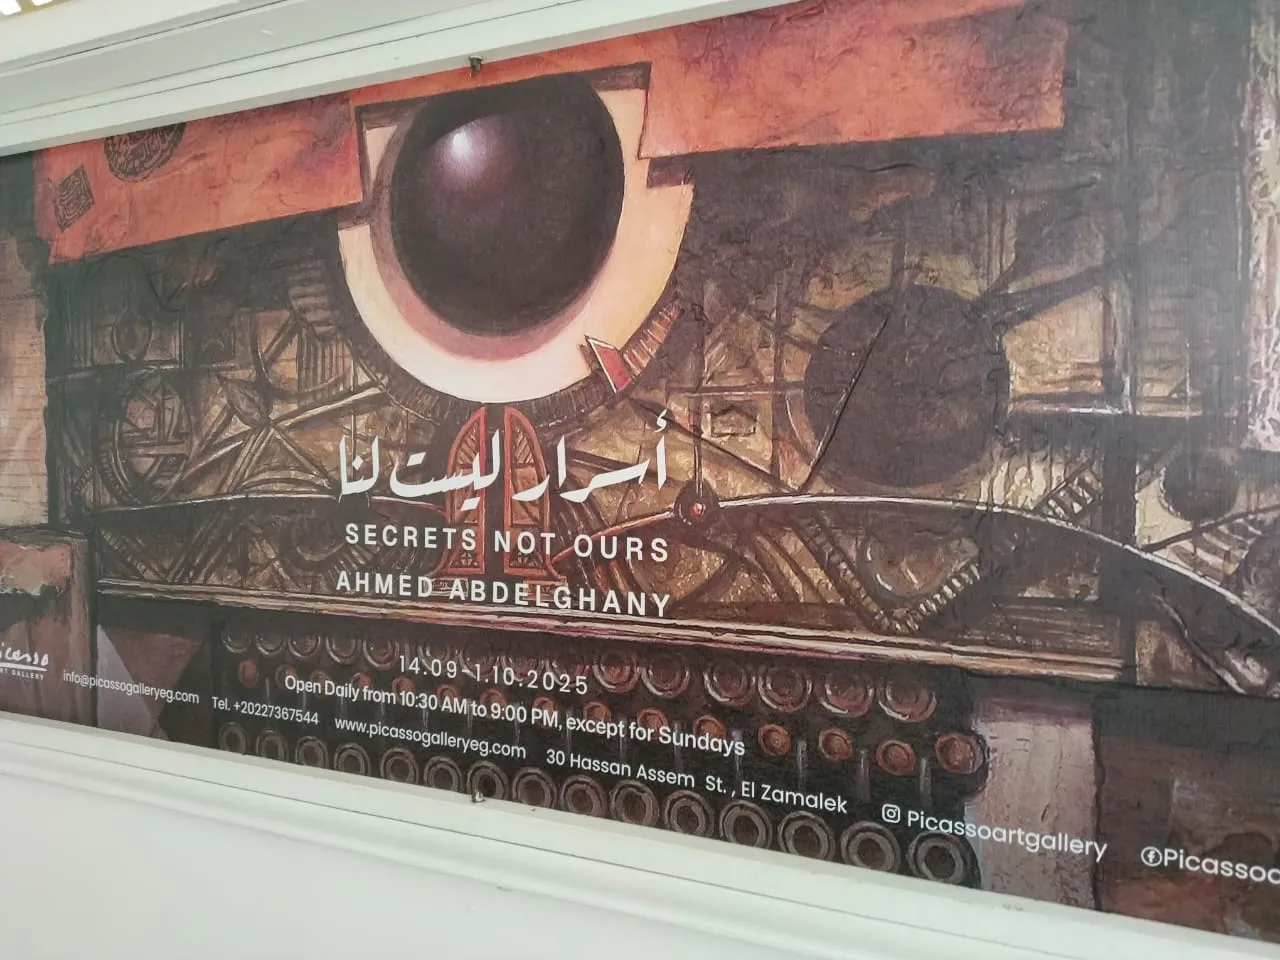 أسرار ليست لنا
SECRETS NOT OURS
AHMED ABDELGHANY
14.09-1.10.2025
Open Daily from 10:30 AM to 9:00 PM, except for Sundays
ART GALLERY
info@picassogalleryeg.com Tel. +20227367544 www.picassogalleryeg.com 30 Hassan Assem St. , El Zamalek Picassoartgallery